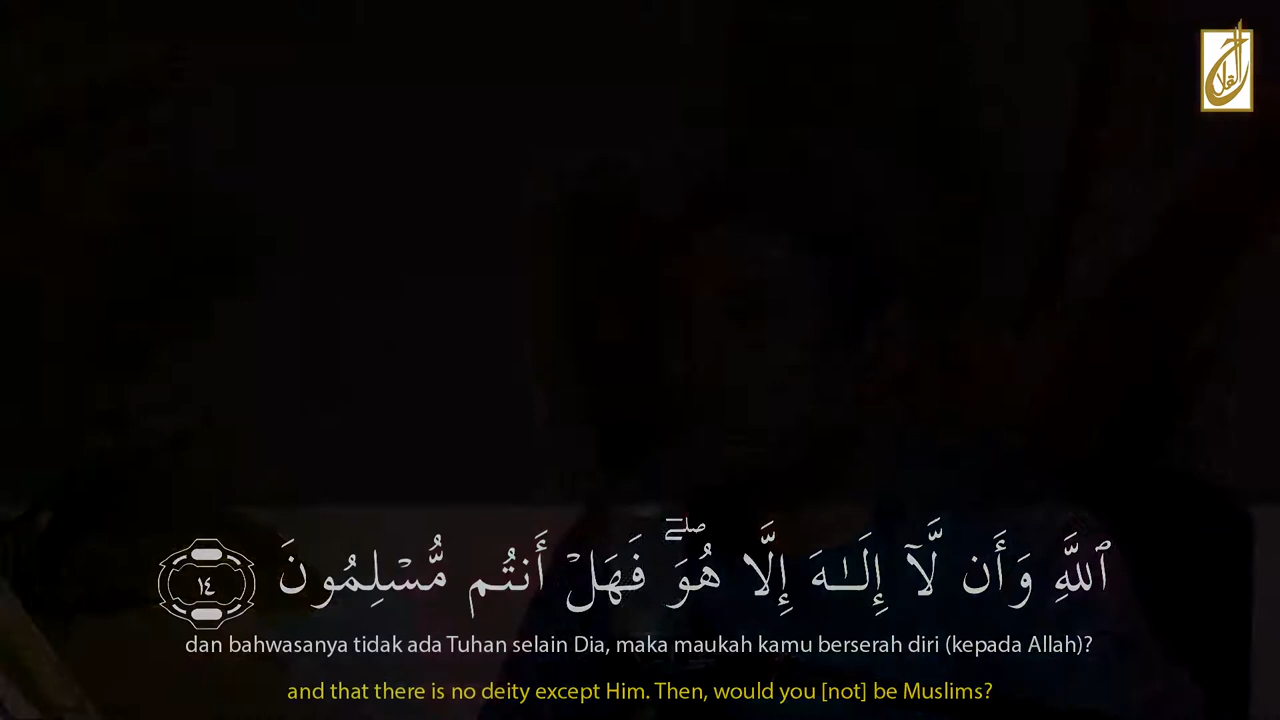 ٱللَّهِ وَأَن لَّآ إِلَـٰهَ إِلَّا هُوَ ۖ فَهَلْ أَنتُم مُّسْلِمُونَ ١٤
dan bahwasanya tidak ada Tuhan selain Dia, maka maukah kamu berserah diri (kepada Allah)?
and that there is no deity except Him. Then, would you [not] be Muslims?